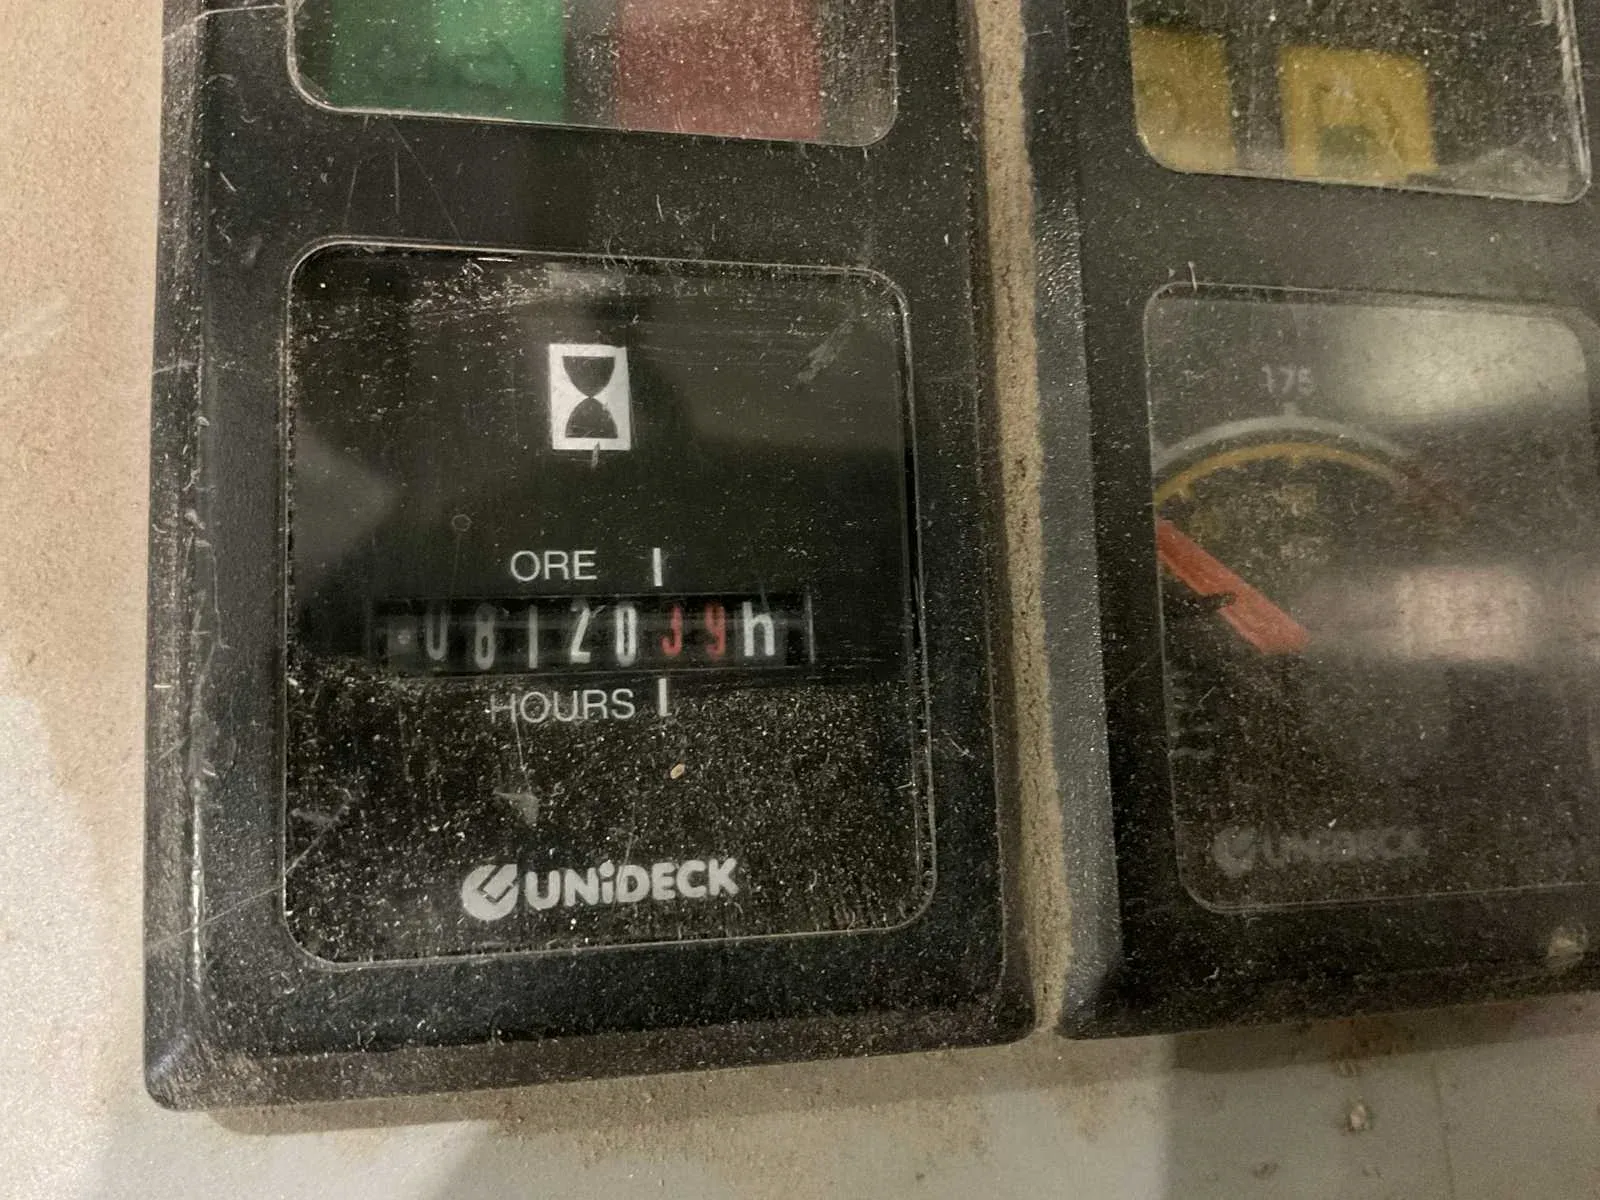 ORE
0812039h
HOURS
UNiDECK
175
UNiDECK